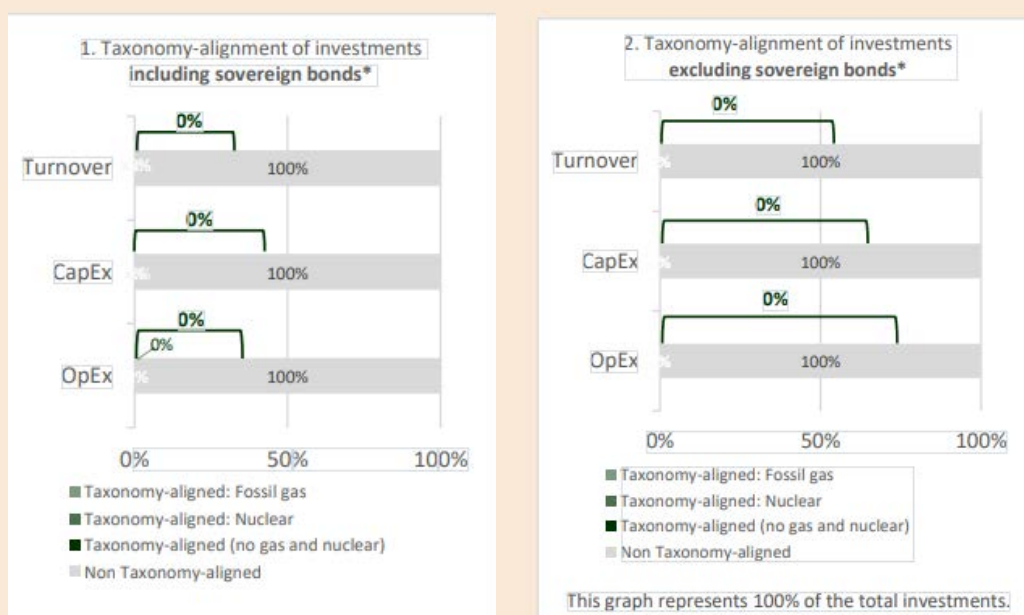 1. Taxonomy-alignment of investments
including sovereign bonds*
0%
Turnover
100%
0%
CapEx
100%
0%
0%
OpEx
100%
0%
50%
100%
Taxonomy-aligned: Fossil gas
Taxonomy-aligned: Nuclear
Taxonomy-aligned (no gas and nuclear)
Non Taxonomy-aligned
2. Taxonomy-alignment of investments
excluding sovereign bonds*
0%
Turnover
100%
0%
CapEx
100%
0%
OpEx
100%
0%
50%
100%
Taxonomy-aligned: Fossil gas
Taxonomy-aligned: Nuclear
Taxonomy-aligned (no gas and nuclear)
Non Taxonomy-aligned
This graph represents 100% of the total investments.